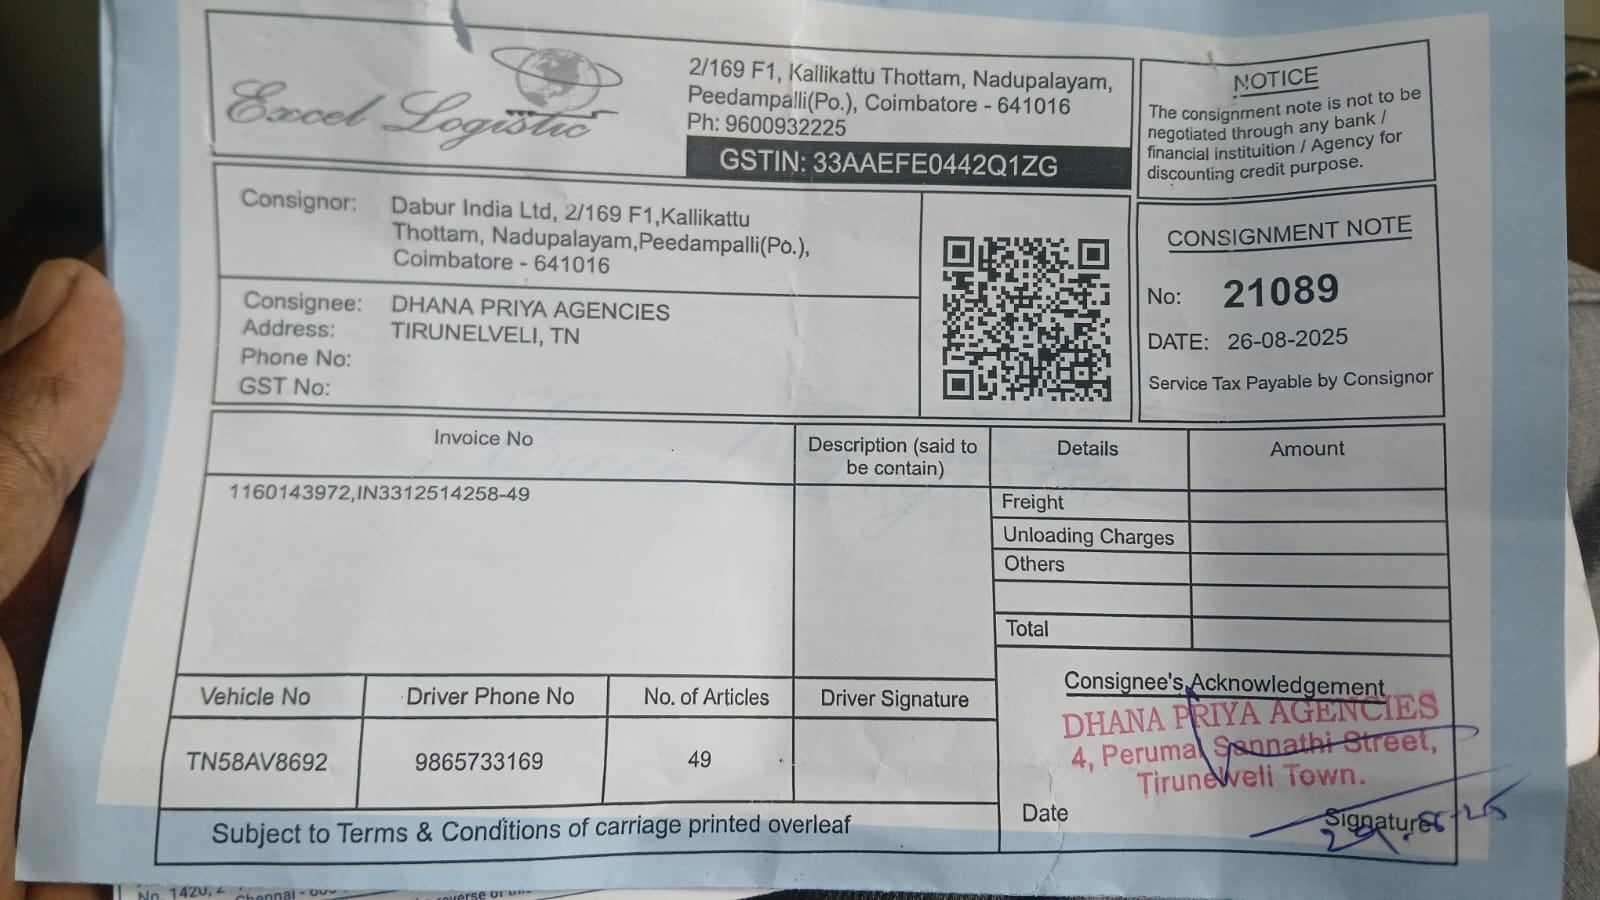 Excel Logistic
2/169 F1, Kallikattu Thottam, Nadupalayam,
Peedampalli(Po.), Coimbatore - 641016
Ph: 9600932225
GSTIN: 33AAEFE0442Q1ZG
NOTICE
The consignment note is not to be
negotiated through any bank /
financial instituition / Agency for
discounting credit purpose.
Consignor: Dabur India Ltd, 2/169 F1,Kallikattu
Thottam, Nadupalayam,Peedampalli(Po.),
Coimbatore - 641016
Consignee: DHANA PRIYA AGENCIES
Address: TIRUNELVELI, TN
Phone No:
GST No:
CONSIGNMENT NOTE
No: 21089
DATE: 26-08-2025
Service Tax Payable by Consignor
Invoice No
Description (said to
be contain)
Details
Amount
1160143972,IN3312514258-49
Freight
Unloading Charges
Others
Total
Vehicle No
Driver Phone No
No. of Articles
Driver Signature
TN58AV8692
9865733169
49
Consignee's Acknowledgement
DHANA PRIYA AGENCIES
4, Perumal Sannathi Street,
Tirunelveli Town.
Date
Signature
Subject to Terms & Conditions of carriage printed overleaf
No. 1420, 2